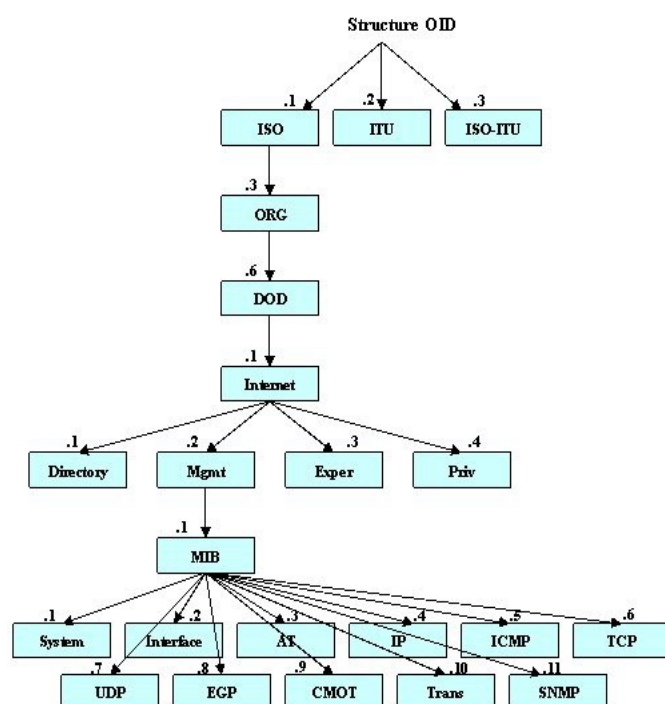 Structure OID
.1 .2 .3
ISO ITU ISO-ITU
.3
ORG
.6
DOD
.1
Internet
.1 .2 .3 .4
Directory Mgmt Exper Priv
.1
MIB
.1 .2 .3 .4 .5 .6
System Interface AT IP ICMP TCP
.7 .8 .9 .10 .11
UDP EGP CMOT Trans SNMP